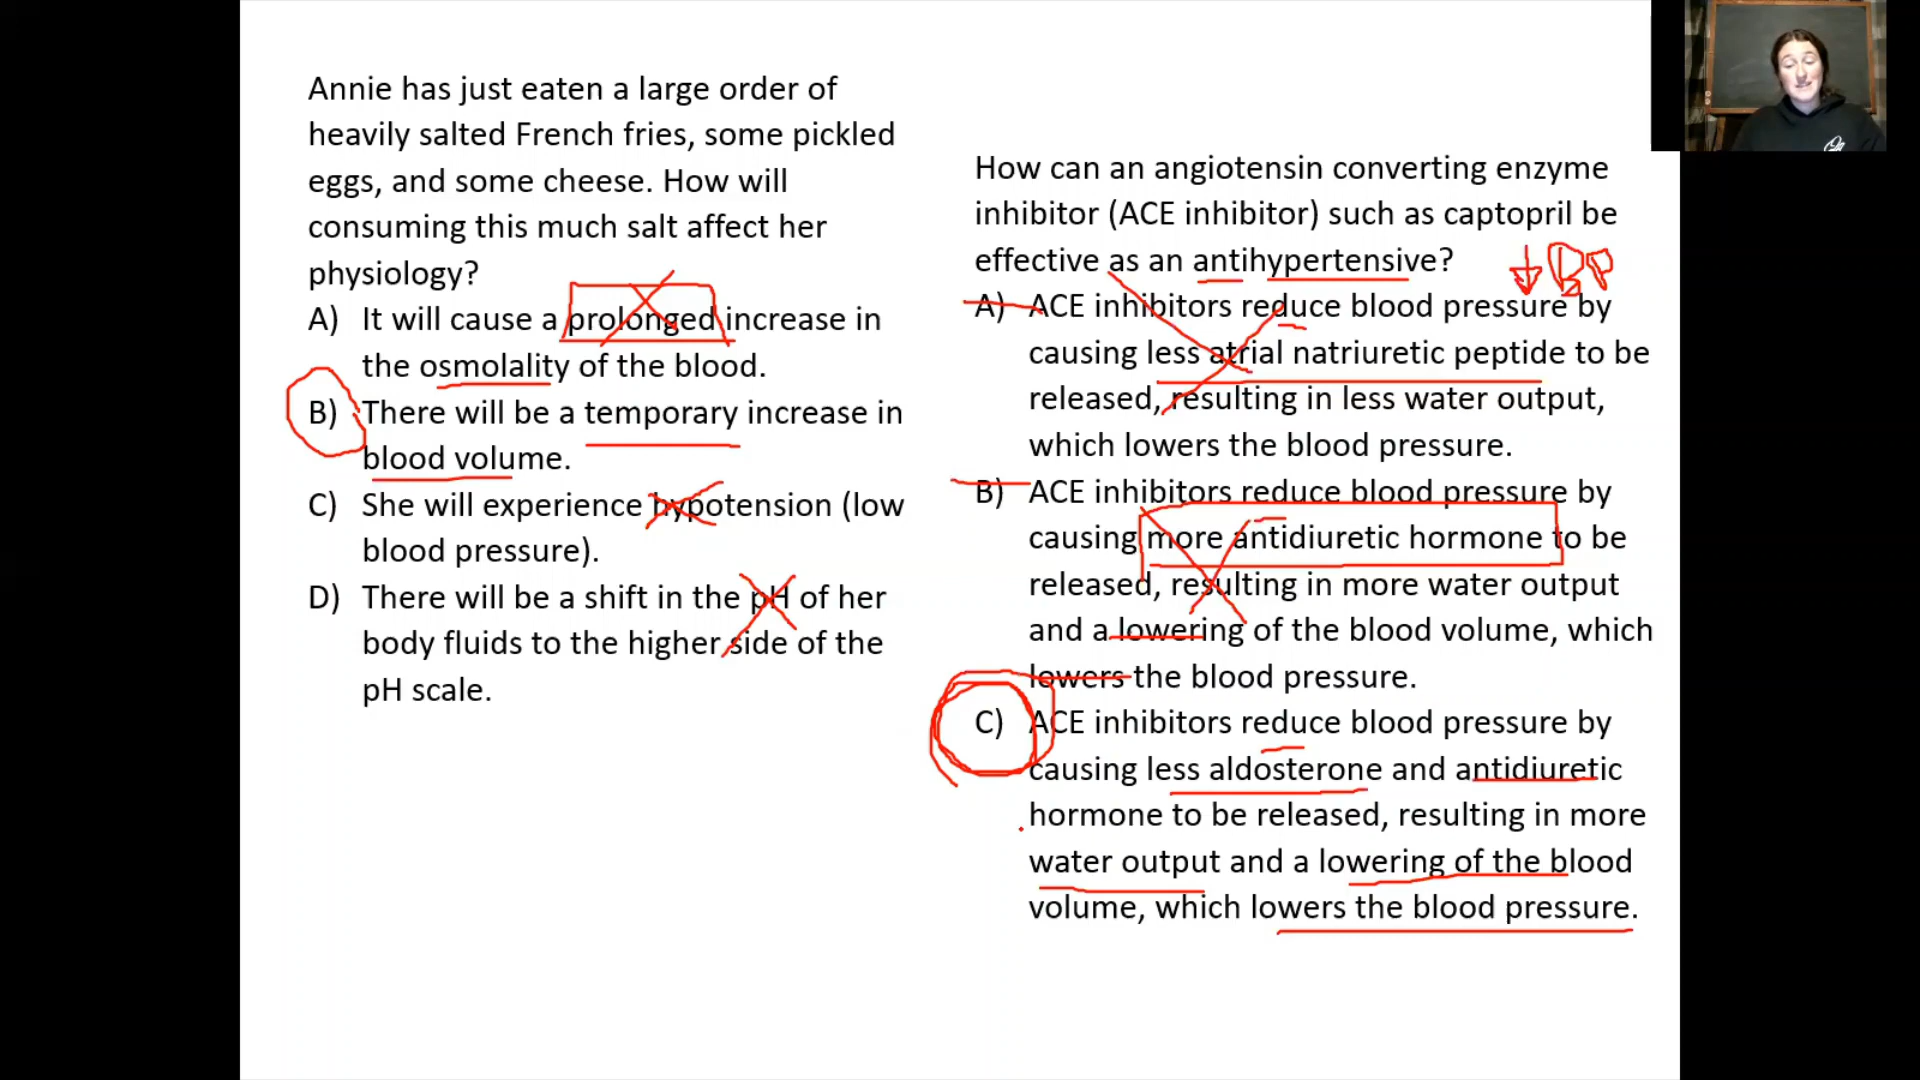 Annie has just eaten a large order of
heavily salted French fries, some pickled
eggs, and some cheese. How will
consuming this much salt affect her
physiology?
A) It will cause a prolonged increase in
the osmolality of the blood.
B) There will be a temporary increase in
blood volume.
C) She will experience hypotension (low
blood pressure).
D) There will be a shift in the pH of her
body fluids to the higher side of the
pH scale.
How can an angiotensin converting enzyme
inhibitor (ACE inhibitor) such as captopril be
effective as an antihypertensive?
↓ BP
A) ACE inhibitors reduce blood pressure by
causing less atrial natriuretic peptide to be
released, resulting in less water output,
which lowers the blood pressure.
B) ACE inhibitors reduce blood pressure by
causing more antidiuretic hormone to be
released, resulting in more water output
and a lowering of the blood volume, which
lowers the blood pressure.
C) ACE inhibitors reduce blood pressure by
causing less aldosterone and antidiuretic
hormone to be released, resulting in more
water output and a lowering of the blood
volume, which lowers the blood pressure.